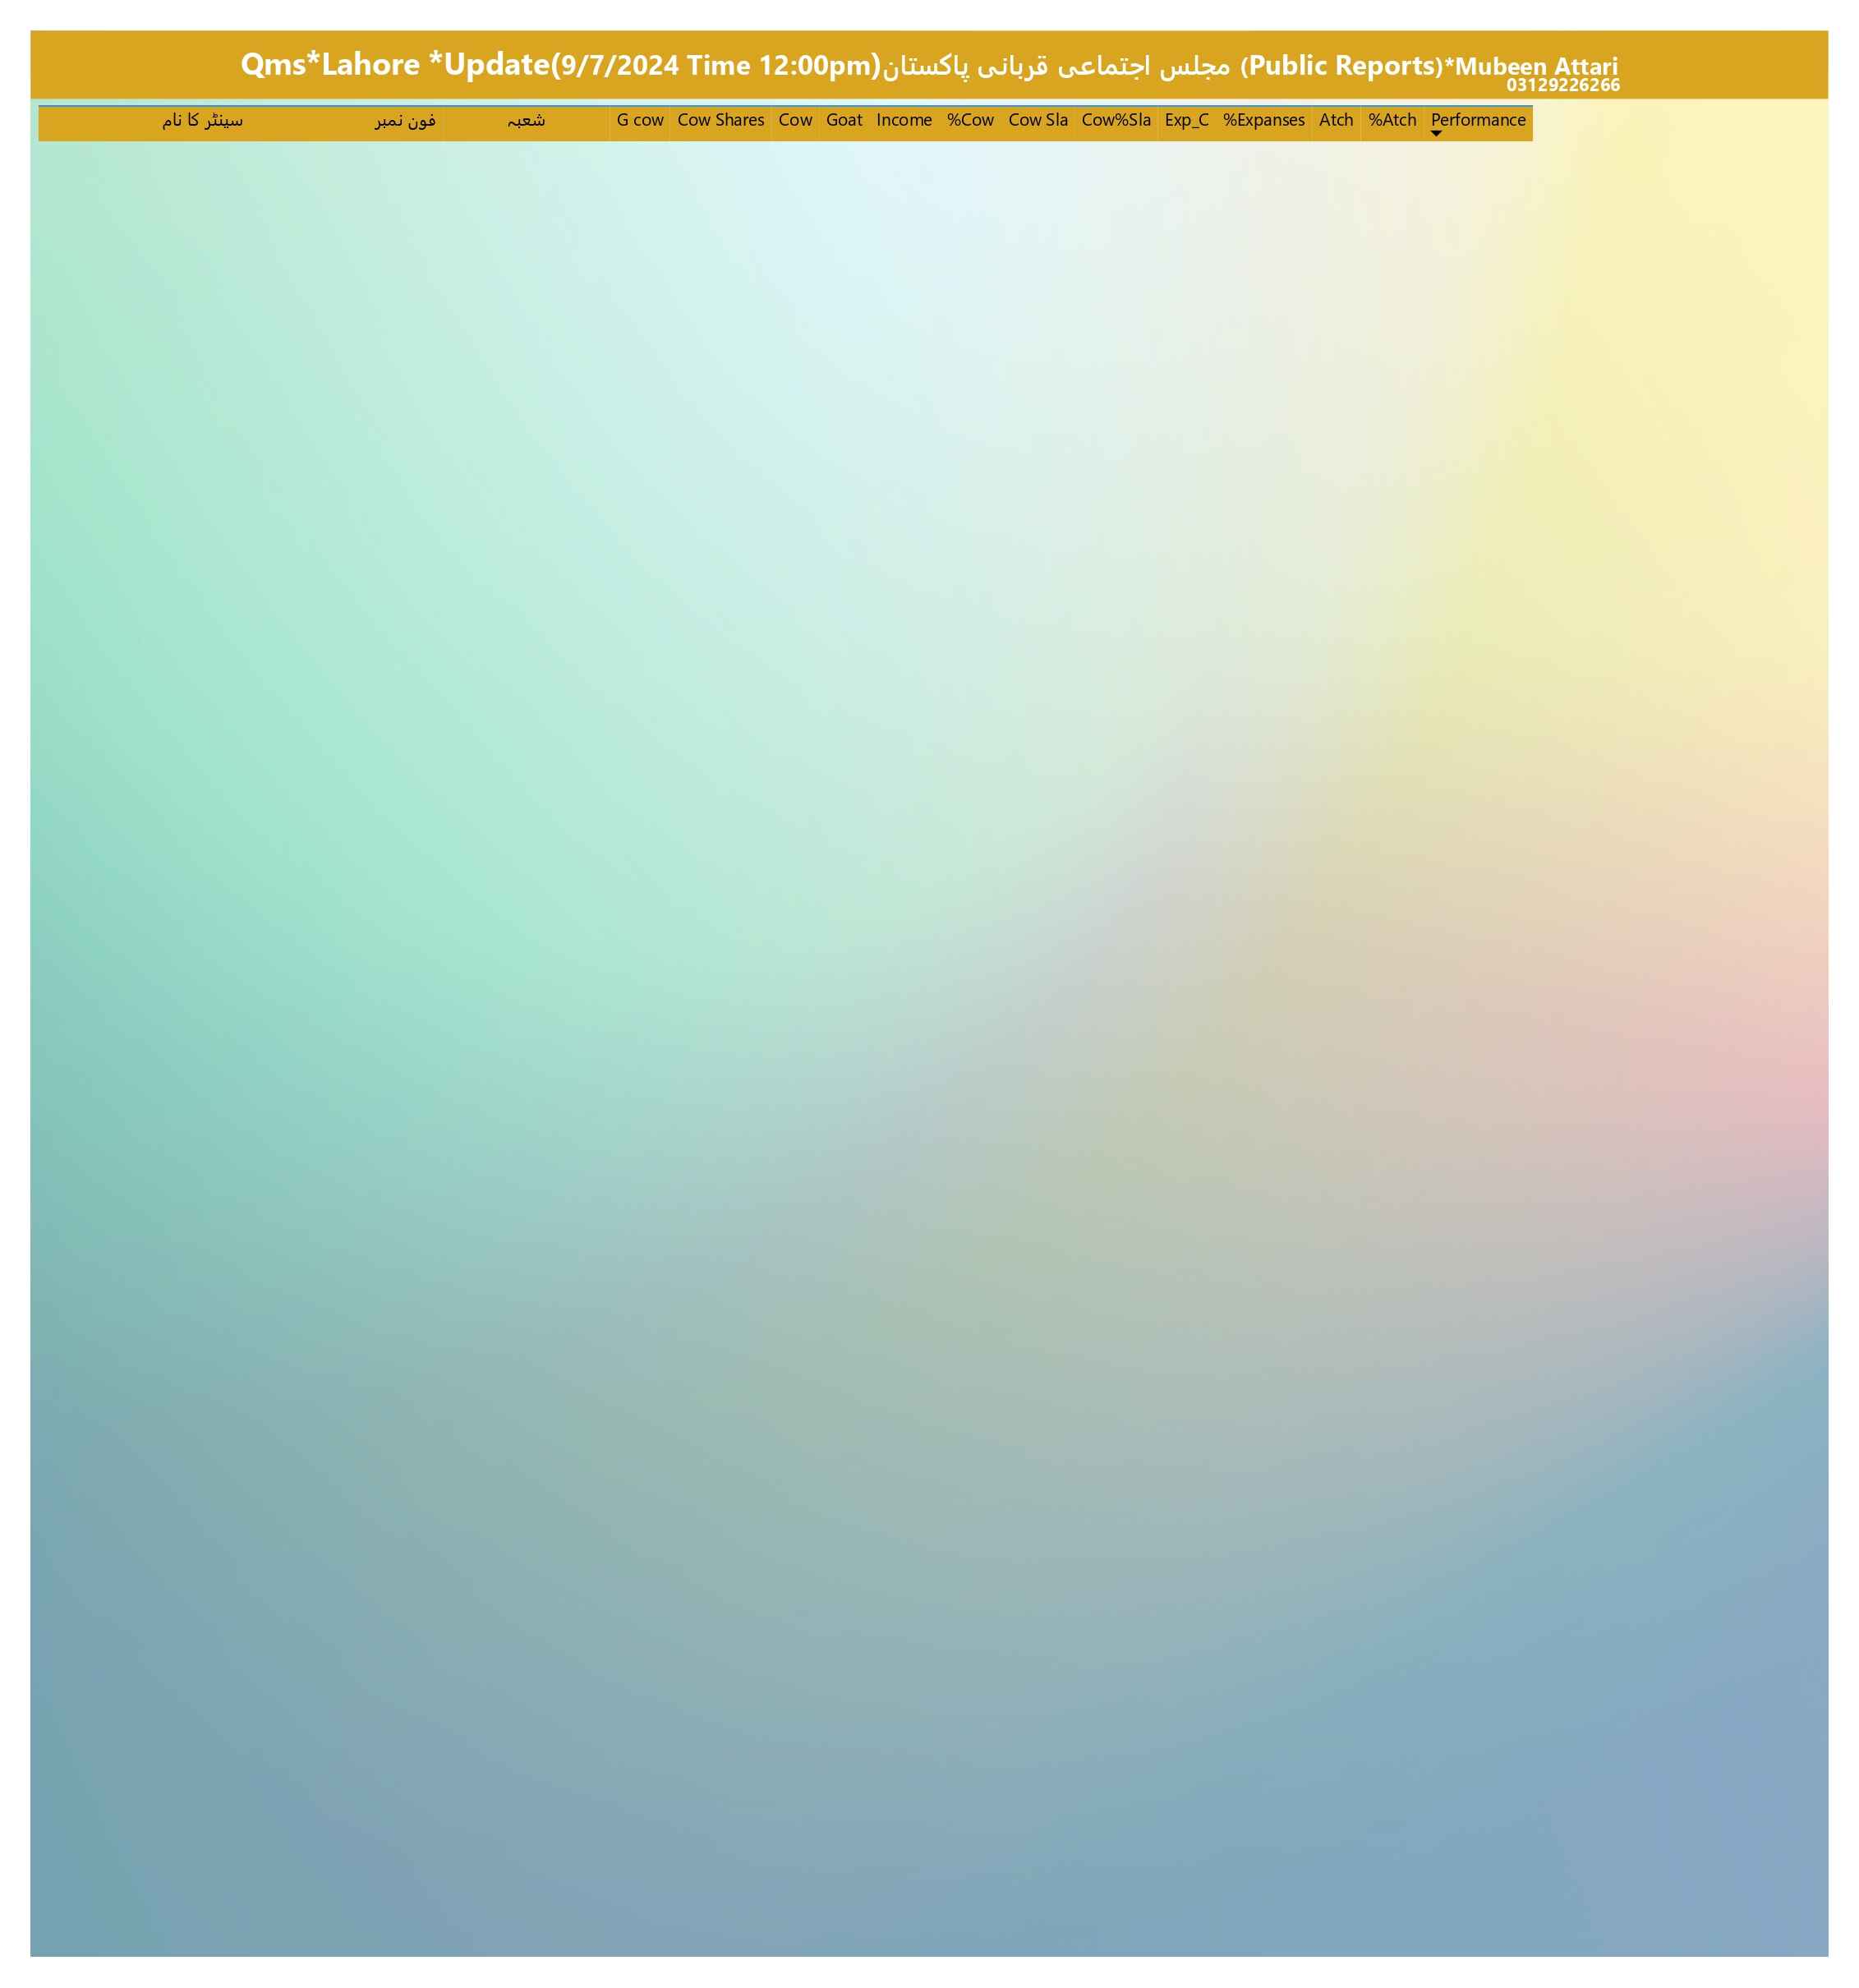 Qms*Lahore *Update(9/7/2024 Time 12:00pm)مجلس اجتماعی قربانی پاکستان (Public Reports)*Mubeen Attari
03129226266
سینٹر کا نام فون نمبر شعبہ G cow Cow Shares Cow Goat Income %Cow Cow Sla Cow%Sla Exp_C %Expanses Atch %Atch Performance